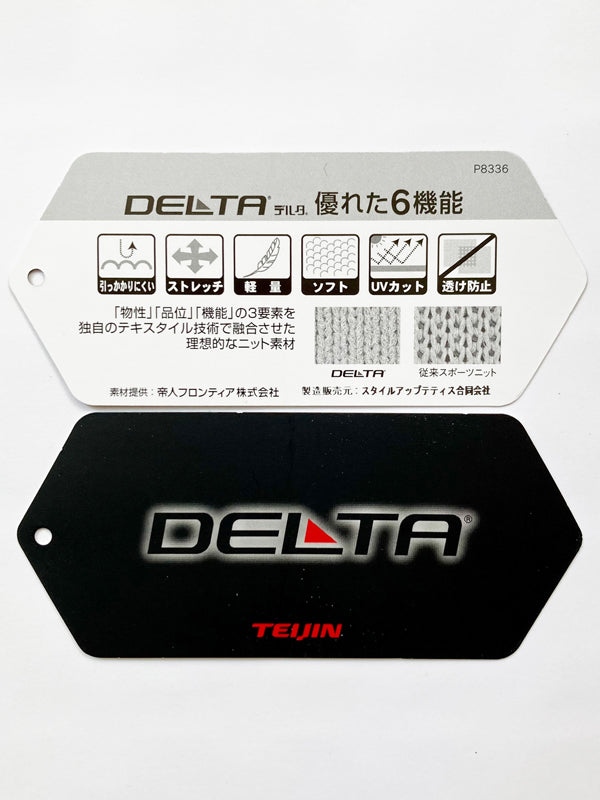 P8336
DELTA® デルタ® 優れた6機能
引っかかりにくい
ストレッチ
軽量
ソフト
UVカット
透け防止
「物性」「品位」「機能」の3要素を
独自のテキスタイル技術で融合させた
理想的なニット素材
DELTA
従来スポーツニット
素材提供：帝人フロンティア株式会社
製造販売元：スタイルアップテティス合同会社
DELTA®
TEIJIN